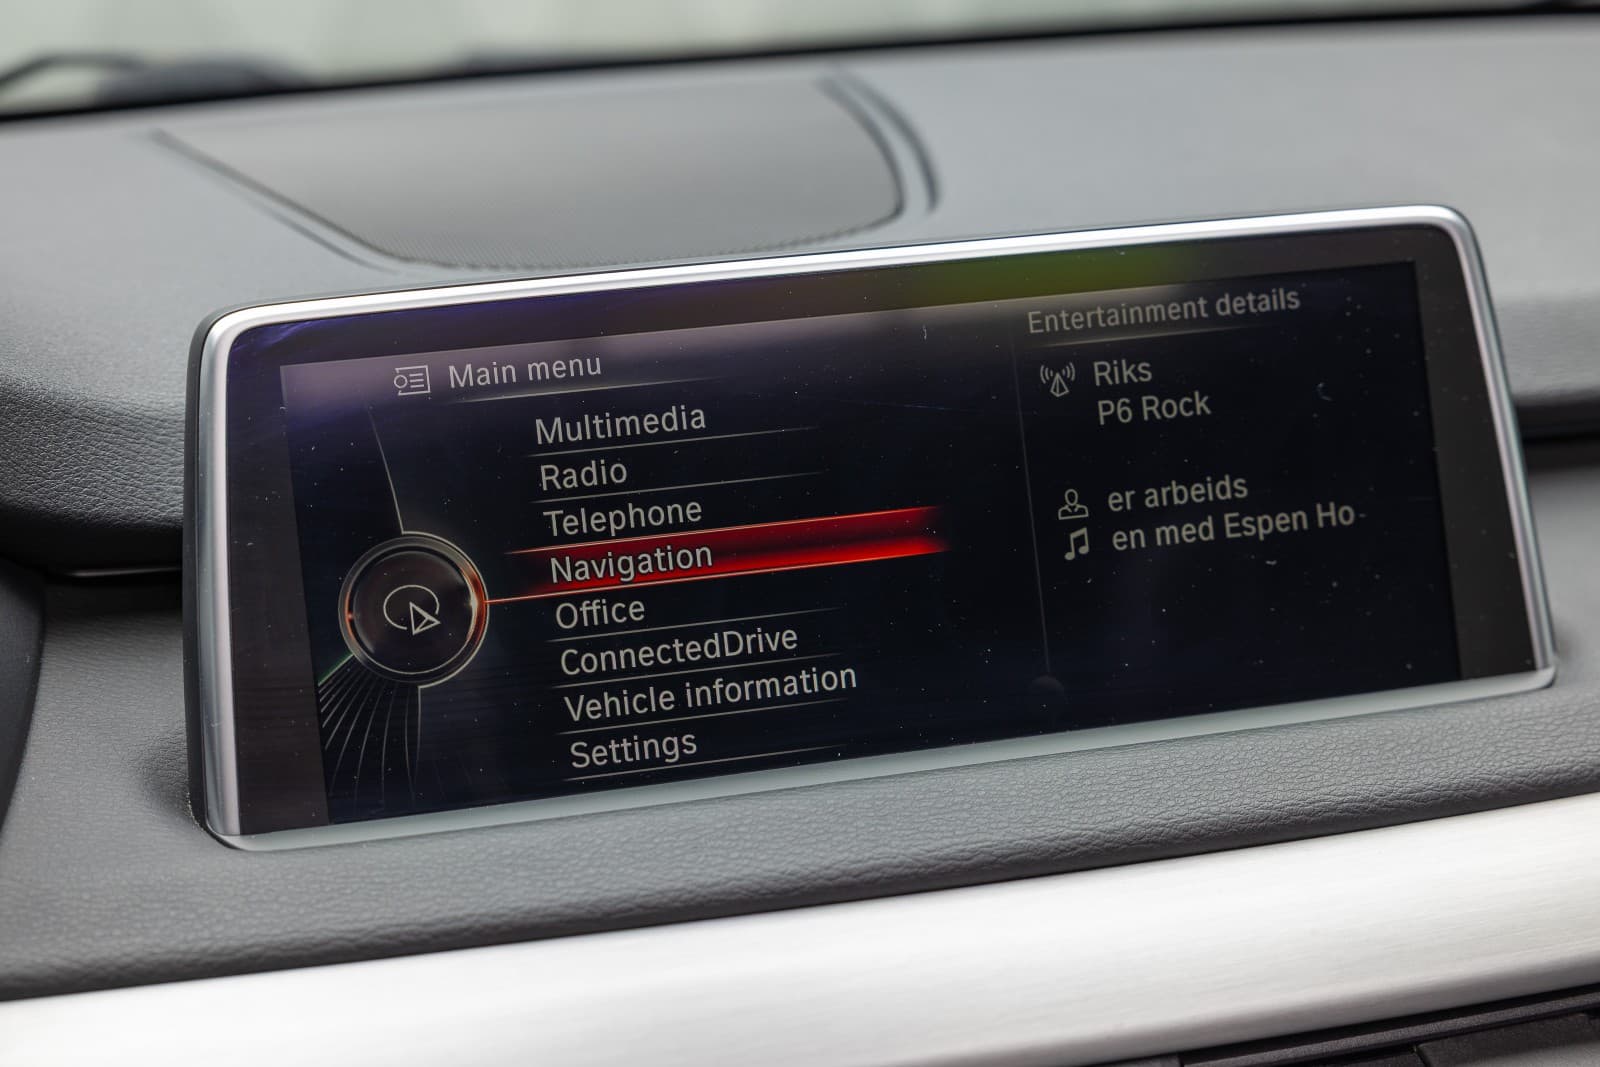 Main menu
Multimedia
Radio
Telephone
Navigation
Office
ConnectedDrive
Vehicle information
Settings
Entertainment details
Riks
P6 Rock
er arbeids
en med Espen Ho